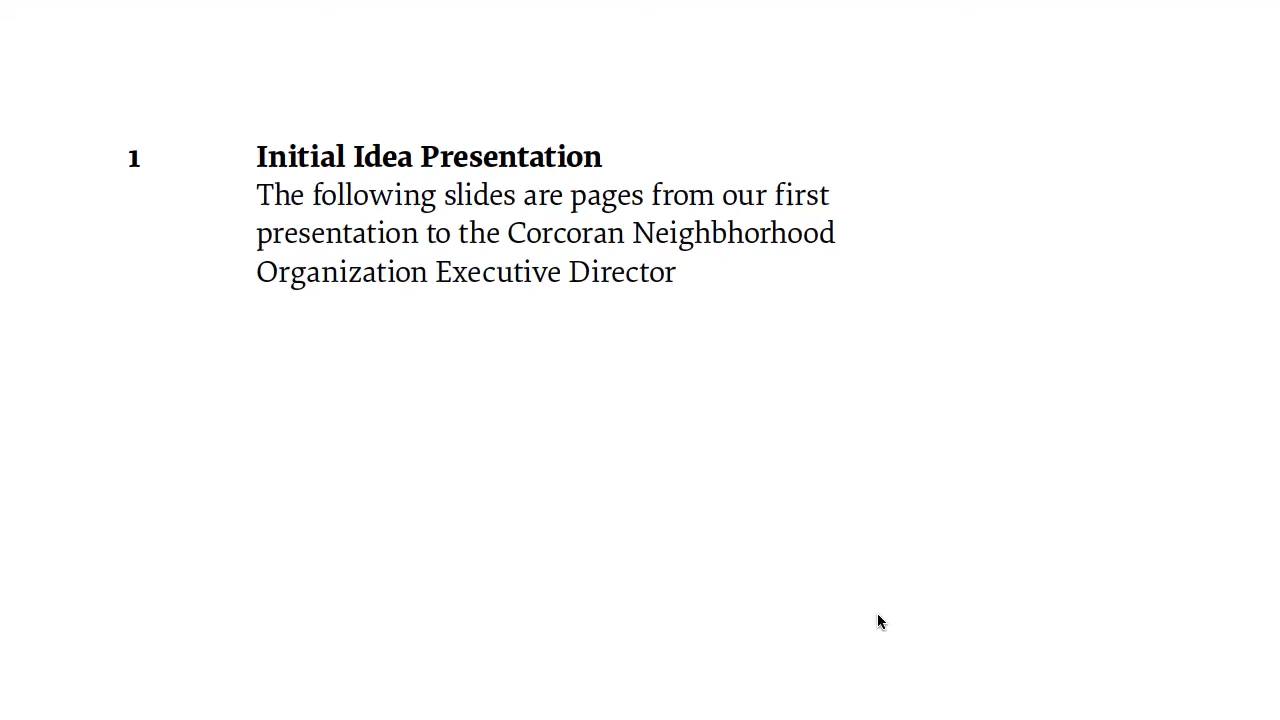 1 Initial Idea Presentation
The following slides are pages from our first
presentation to the Corcoran Neighbhorhood
Organization Executive Director